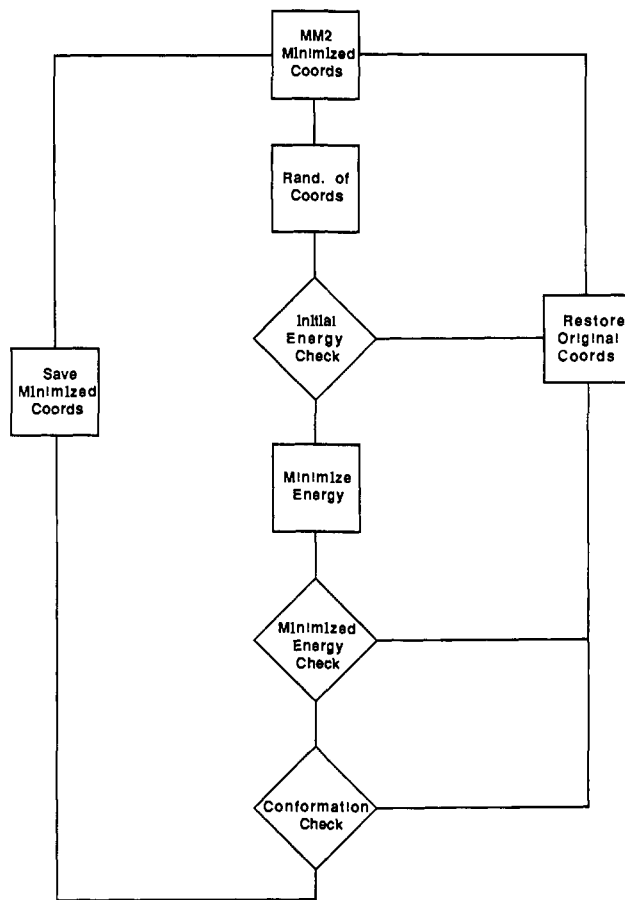 MM2
Minimized
Coords
Rand. of
Coords
Initial
Energy
Check
Restore
Original
Coords
Save
Minimized
Coords
Minimize
Energy
Minimized
Energy
Check
Conformation
Check